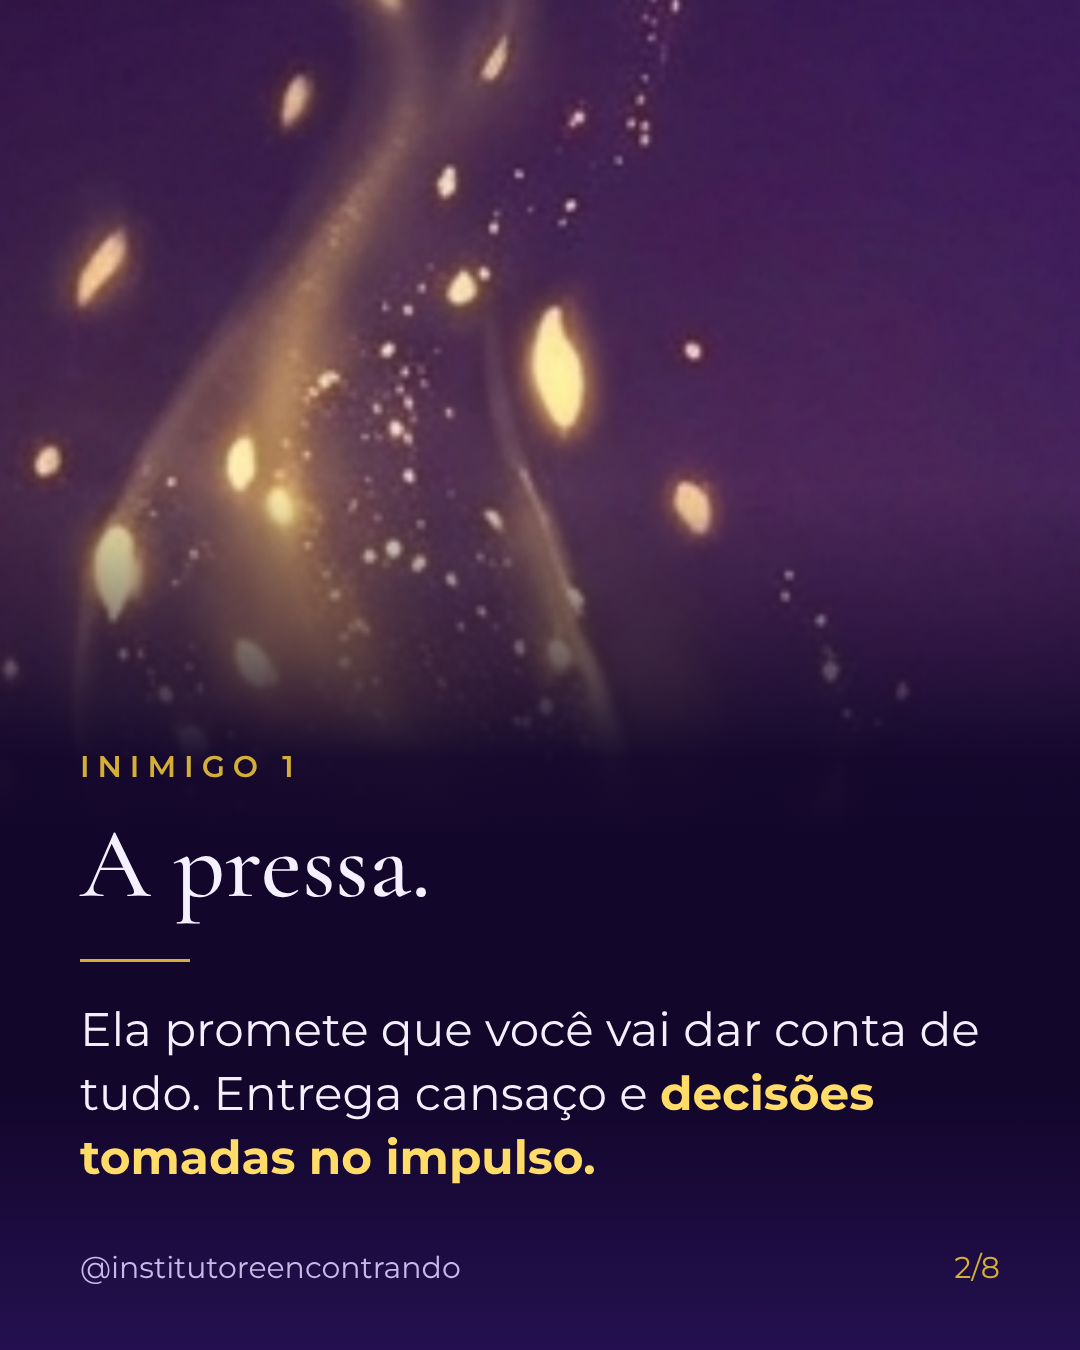 INIMIGO 1
A pressa.
Ela promete que você vai dar conta de
tudo. Entrega cansaço e decisões
tomadas no impulso.
@institutoreencontrando
2/8